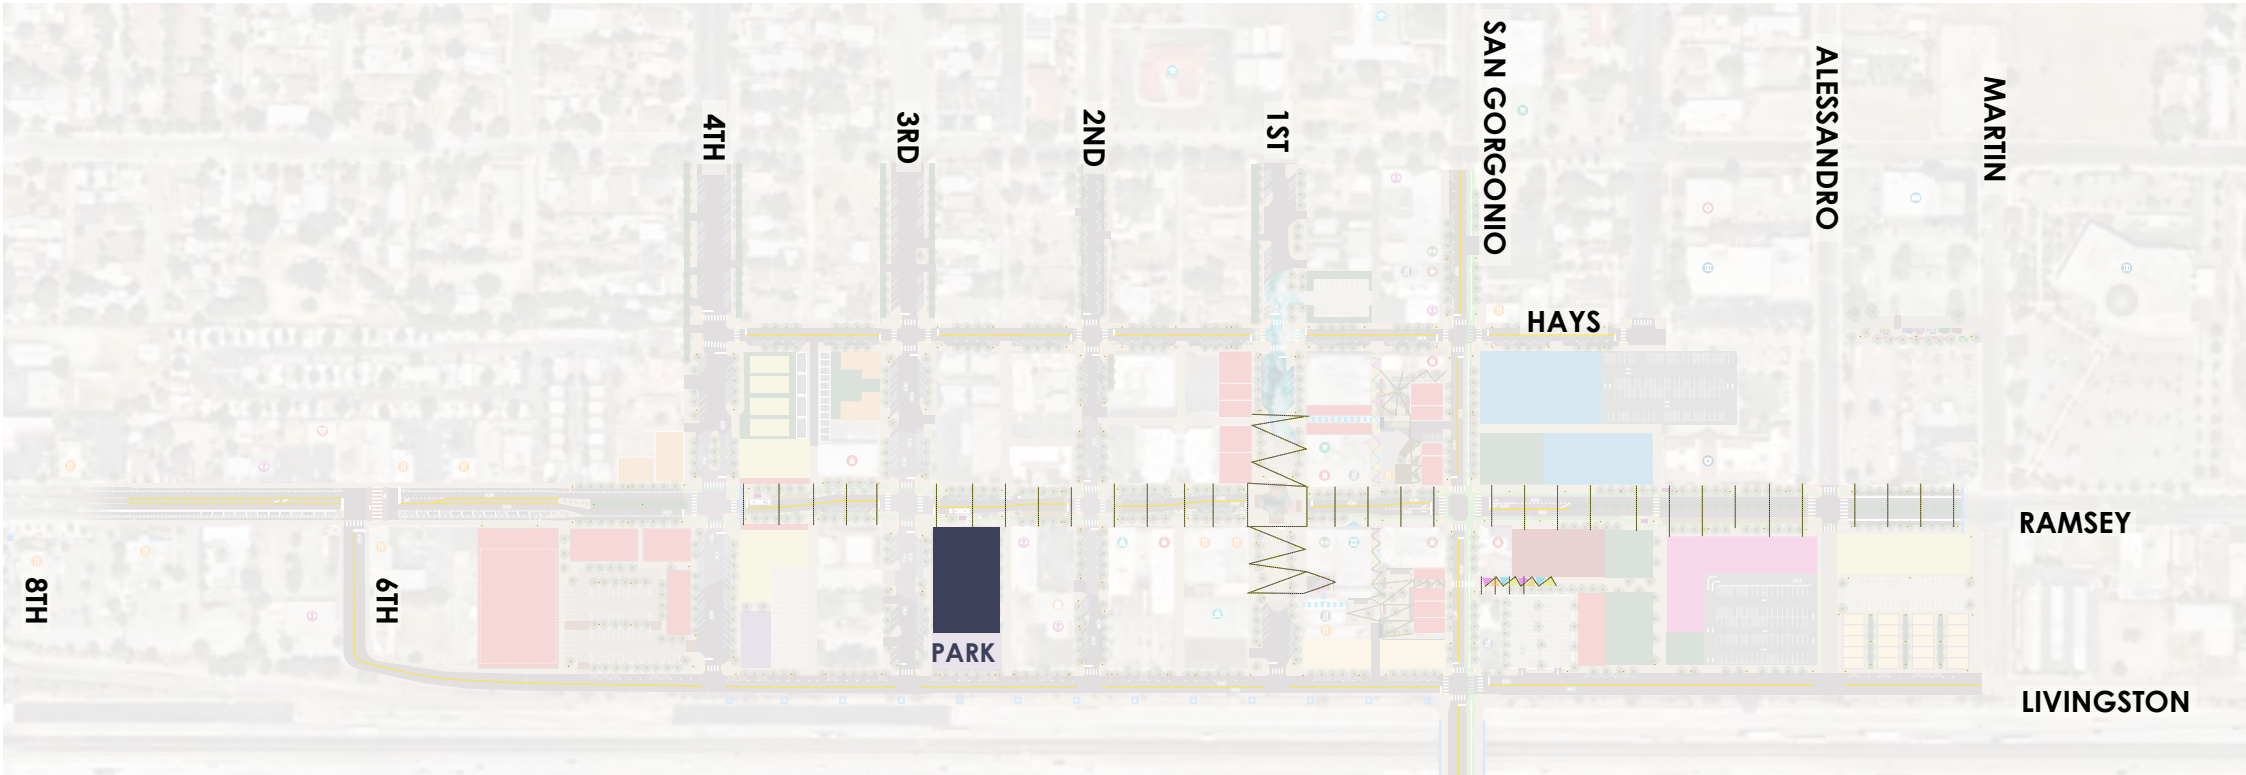 SAN GORGONIO
ALESSANDRO
MARTIN
4TH
3RD
2ND
1ST
HAYS
RAMSEY
8TH
6TH
PARK
LIVINGSTON